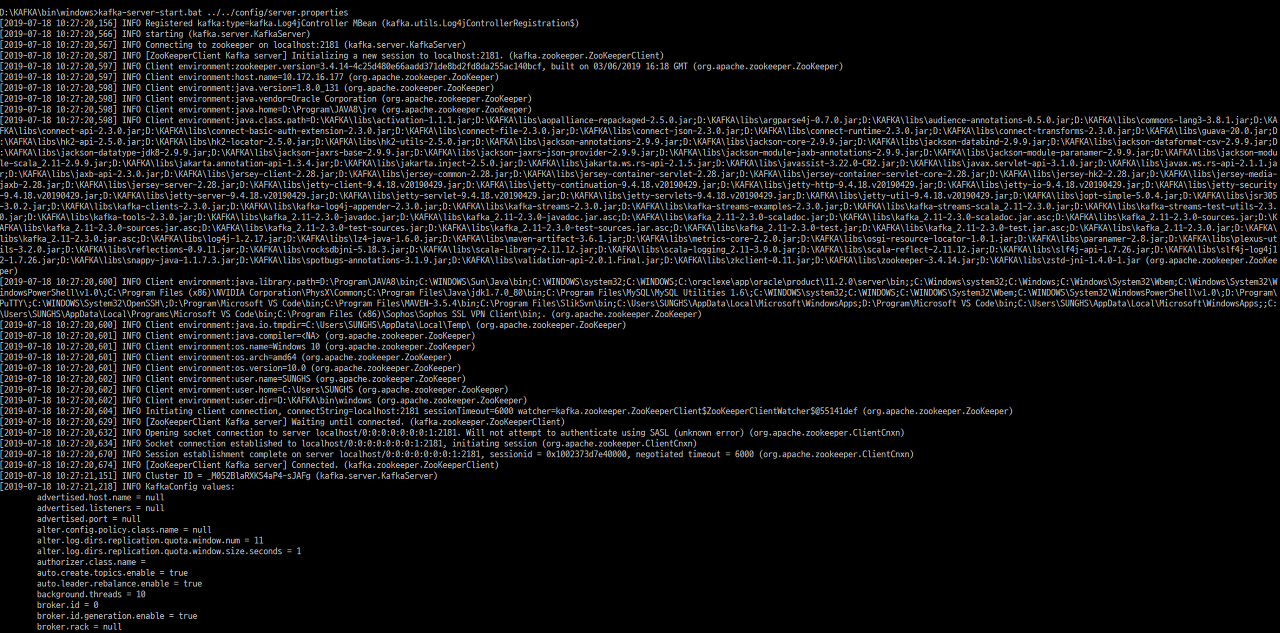 D:\KAFKA\bin\windows>kafka-server-start.bat ../../config/server.properties
[2019-07-18 10:27:20,156] INFO Registered kafka:type=kafka.Log4jController MBean (kafka.utils.Log4jControllerRegistration$)
[2019-07-18 10:27:20,566] INFO starting (kafka.server.KafkaServer)
[2019-07-18 10:27:20,567] INFO Connecting to zookeeper on localhost:2181 (kafka.server.KafkaServer)
[2019-07-18 10:27:20,587] INFO [ZooKeeperClient Kafka server] Initializing a new session to localhost:2181. (kafka.zookeeper.ZooKeeperClient)
[2019-07-18 10:27:20,597] INFO Client environment:zookeeper.version=3.4.14-4c25d480e66aadd371de8bd2fd8da255ac140bcf, built on 03/06/2019 16:18 GMT (org.apache.zookeeper.ZooKeeper)
[2019-07-18 10:27:20,597] INFO Client environment:host.name=10.172.16.177 (org.apache.zookeeper.ZooKeeper)
[2019-07-18 10:27:20,598] INFO Client environment:java.version=1.8.0_131 (org.apache.zookeeper.ZooKeeper)
[2019-07-18 10:27:20,598] INFO Client environment:java.vendor=Oracle Corporation (org.apache.zookeeper.ZooKeeper)
[2019-07-18 10:27:20,598] INFO Client environment:java.home=D:\Program\JAVA8\jre (org.apache.zookeeper.ZooKeeper)
[2019-07-18 10:27:20,598] INFO Client environment:java.class.path=D:\KAFKA\libs\activation-1.1.1.jar;D:\KAFKA\libs\aopalliance-repackaged-2.5.0.jar;D:\KAFKA\libs\argparse4j-0.7.0.jar;D:\KAFKA\libs\audience-annotations-0.5.0.jar;D:\KAFKA\libs\commons-lang3-3.8.1.jar;D:\KA
FKA\libs\connect-api-2.3.0.jar;D:\KAFKA\libs\connect-basic-auth-extension-2.3.0.jar;D:\KAFKA\libs\connect-file-2.3.0.jar;D:\KAFKA\libs\connect-json-2.3.0.jar;D:\KAFKA\libs\connect-runtime-2.3.0.jar;D:\KAFKA\libs\connect-transforms-2.3.0.jar;D:\KAFKA\libs\guava-20.0.jar;D
:\KAFKA\libs\hk2-api-2.5.0.jar;D:\KAFKA\libs\hk2-locator-2.5.0.jar;D:\KAFKA\libs\hk2-utils-2.5.0.jar;D:\KAFKA\libs\jackson-annotations-2.9.9.jar;D:\KAFKA\libs\jackson-core-2.9.9.jar;D:\KAFKA\libs\jackson-databind-2.9.9.jar;D:\KAFKA\libs\jackson-dataformat-csv-2.9.9.jar;D
:\KAFKA\libs\jackson-datatype-jdk8-2.9.9.jar;D:\KAFKA\libs\jackson-jaxrs-base-2.9.9.jar;D:\KAFKA\libs\jackson-jaxrs-json-provider-2.9.9.jar;D:\KAFKA\libs\jackson-module-jaxb-annotations-2.9.9.jar;D:\KAFKA\libs\jackson-module-paranamer-2.9.9.jar;D:\KAFKA\libs\jackson-modu
le-scala_2.11-2.9.9.jar;D:\KAFKA\libs\jakarta.annotation-api-1.3.4.jar;D:\KAFKA\libs\jakarta.inject-2.5.0.jar;D:\KAFKA\libs\jakarta.ws.rs-api-2.1.5.jar;D:\KAFKA\libs\javassist-3.22.0-CR2.jar;D:\KAFKA\libs\javax.servlet-api-3.1.0.jar;D:\KAFKA\libs\javax.ws.rs-api-2.1.1.ja
r;D:\KAFKA\libs\jaxb-api-2.3.0.jar;D:\KAFKA\libs\jersey-client-2.28.jar;D:\KAFKA\libs\jersey-common-2.28.jar;D:\KAFKA\libs\jersey-container-servlet-2.28.jar;D:\KAFKA\libs\jersey-container-servlet-core-2.28.jar;D:\KAFKA\libs\jersey-hk2-2.28.jar;D:\KAFKA\libs\jersey-media-
jaxb-2.28.jar;D:\KAFKA\libs\jersey-server-2.28.jar;D:\KAFKA\libs\jetty-client-9.4.18.v20190429.jar;D:\KAFKA\libs\jetty-continuation-9.4.18.v20190429.jar;D:\KAFKA\libs\jetty-http-9.4.18.v20190429.jar;D:\KAFKA\libs\jetty-io-9.4.18.v20190429.jar;D:\KAFKA\libs\jetty-security
-9.4.18.v20190429.jar;D:\KAFKA\libs\jetty-server-9.4.18.v20190429.jar;D:\KAFKA\libs\jetty-servlet-9.4.18.v20190429.jar;D:\KAFKA\libs\jetty-servlets-9.4.18.v20190429.jar;D:\KAFKA\libs\jetty-util-9.4.18.v20190429.jar;D:\KAFKA\libs\jopt-simple-5.0.4.jar;D:\KAFKA\libs\jsr305
-3.0.2.jar;D:\KAFKA\libs\kafka-clients-2.3.0.jar;D:\KAFKA\libs\kafka-log4j-appender-2.3.0.jar;D:\KAFKA\libs\kafka-streams-2.3.0.jar;D:\KAFKA\libs\kafka-streams-examples-2.3.0.jar;D:\KAFKA\libs\kafka-streams-scala_2.11-2.3.0.jar;D:\KAFKA\libs\kafka-streams-test-utils-2.3.
0.jar;D:\KAFKA\libs\kafka-tools-2.3.0.jar;D:\KAFKA\libs\kafka_2.11-2.3.0-javadoc.jar;D:\KAFKA\libs\kafka_2.11-2.3.0-javadoc.jar.asc;D:\KAFKA\libs\kafka_2.11-2.3.0-scaladoc.jar;D:\KAFKA\libs\kafka_2.11-2.3.0-scaladoc.jar.asc;D:\KAFKA\libs\kafka_2.11-2.3.0-sources.jar;D:\K
AFKA\libs\kafka_2.11-2.3.0-sources.jar.asc;D:\KAFKA\libs\kafka_2.11-2.3.0-test-sources.jar;D:\KAFKA\libs\kafka_2.11-2.3.0-test-sources.jar.asc;D:\KAFKA\libs\kafka_2.11-2.3.0-test.jar;D:\KAFKA\libs\kafka_2.11-2.3.0-test.jar.asc;D:\KAFKA\libs\kafka_2.11-2.3.0.jar;D:\KAFKA\
libs\kafka_2.11-2.3.0.jar.asc;D:\KAFKA\libs\log4j-1.2.17.jar;D:\KAFKA\libs\lz4-java-1.6.0.jar;D:\KAFKA\libs\maven-artifact-3.6.1.jar;D:\KAFKA\libs\metrics-core-2.2.0.jar;D:\KAFKA\libs\osgi-resource-locator-1.0.1.jar;D:\KAFKA\libs\paranamer-2.8.jar;D:\KAFKA\libs\plexus-ut
ils-3.2.0.jar;D:\KAFKA\libs\reflections-0.9.11.jar;D:\KAFKA\libs\rocksdbjni-5.18.3.jar;D:\KAFKA\libs\scala-library-2.11.12.jar;D:\KAFKA\libs\scala-logging_2.11-3.9.0.jar;D:\KAFKA\libs\scala-reflect-2.11.12.jar;D:\KAFKA\libs\slf4j-api-1.7.26.jar;D:\KAFKA\libs\slf4j-log4j1
2-1.7.26.jar;D:\KAFKA\libs\snappy-java-1.1.7.3.jar;D:\KAFKA\libs\spotbugs-annotations-3.1.9.jar;D:\KAFKA\libs\validation-api-2.0.1.Final.jar;D:\KAFKA\libs\zkclient-0.11.jar;D:\KAFKA\libs\zookeeper-3.4.14.jar;D:\KAFKA\libs\zstd-jni-1.4.0-1.jar (org.apache.zookeeper.ZooKee
per)
[2019-07-18 10:27:20,600] INFO Client environment:java.library.path=D:\Program\JAVA8\bin;C:\WINDOWS\Sun\Java\bin;C:\WINDOWS\system32;C:\WINDOWS;C:\oraclexe\app\oracle\product\11.2.0\server\bin;;C:\Windows\system32;C:\Windows;C:\Windows\System32\Wbem;C:\Windows\System32\W
indowsPowerShell\v1.0\;C:\Program Files (x86)\NVIDIA Corporation\PhysX\Common;C:\Program Files\Java\jdk1.7.0_80\bin;C:\Program Files\MySQL\MySQL Utilities 1.6\;C:\WINDOWS\system32;C:\WINDOWS;C:\WINDOWS\System32\Wbem;C:\WINDOWS\System32\WindowsPowerShell\v1.0\;D:\Program\
PuTTY\;C:\WINDOWS\System32\OpenSSH\;D:\Program\Microsoft VS Code\bin;C:\Program Files\MAVEN-3.5.4\bin;C:\Program Files\SlikSvn\bin;C:\Users\SUNGHS\AppData\Local\Microsoft\WindowsApps;D:\Program\Microsoft VS Code\bin;C:\Users\SUNGHS\AppData\Local\Microsoft\WindowsApps;;C:
\Users\SUNGHS\AppData\Local\Programs\Microsoft VS Code\bin;C:\Program Files (x86)\Sophos\Sophos SSL VPN Client\bin;. (org.apache.zookeeper.ZooKeeper)
[2019-07-18 10:27:20,600] INFO Client environment:java.io.tmpdir=C:\Users\SUNGHS\AppData\Local\Temp\ (org.apache.zookeeper.ZooKeeper)
[2019-07-18 10:27:20,601] INFO Client environment:java.compiler=<NA> (org.apache.zookeeper.ZooKeeper)
[2019-07-18 10:27:20,601] INFO Client environment:os.name=Windows 10 (org.apache.zookeeper.ZooKeeper)
[2019-07-18 10:27:20,601] INFO Client environment:os.arch=amd64 (org.apache.zookeeper.ZooKeeper)
[2019-07-18 10:27:20,601] INFO Client environment:os.version=10.0 (org.apache.zookeeper.ZooKeeper)
[2019-07-18 10:27:20,602] INFO Client environment:user.name=SUNGHS (org.apache.zookeeper.ZooKeeper)
[2019-07-18 10:27:20,602] INFO Client environment:user.home=C:\Users\SUNGHS (org.apache.zookeeper.ZooKeeper)
[2019-07-18 10:27:20,602] INFO Client environment:user.dir=D:\KAFKA\bin\windows (org.apache.zookeeper.ZooKeeper)
[2019-07-18 10:27:20,604] INFO Initiating client connection, connectString=localhost:2181 sessionTimeout=6000 watcher=kafka.zookeeper.ZooKeeperClient$ZooKeeperClientWatcher$@55141def (org.apache.zookeeper.ZooKeeper)
[2019-07-18 10:27:20,629] INFO [ZooKeeperClient Kafka server] Waiting until connected. (kafka.zookeeper.ZooKeeperClient)
[2019-07-18 10:27:20,632] INFO Opening socket connection to server localhost/0:0:0:0:0:0:0:1:2181. Will not attempt to authenticate using SASL (unknown error) (org.apache.zookeeper.ClientCnxn)
[2019-07-18 10:27:20,634] INFO Socket connection established to localhost/0:0:0:0:0:0:0:1:2181, initiating session (org.apache.zookeeper.ClientCnxn)
[2019-07-18 10:27:20,670] INFO Session establishment complete on server localhost/0:0:0:0:0:0:0:1:2181, sessionid = 0x1002373d7e40000, negotiated timeout = 6000 (org.apache.zookeeper.ClientCnxn)
[2019-07-18 10:27:20,674] INFO [ZooKeeperClient Kafka server] Connected. (kafka.zookeeper.ZooKeeperClient)
[2019-07-18 10:27:21,151] INFO Cluster ID = _M052BlaRXKS4aP4-sJAFg (kafka.server.KafkaServer)
[2019-07-18 10:27:21,218] INFO KafkaConfig values:
advertised.host.name = null
advertised.listeners = null
advertised.port = null
alter.config.policy.class.name = null
alter.log.dirs.replication.quota.window.num = 11
alter.log.dirs.replication.quota.window.size.seconds = 1
authorizer.class.name =
auto.create.topics.enable = true
auto.leader.rebalance.enable = true
background.threads = 10
broker.id = 0
broker.id.generation.enable = true
broker.rack = null